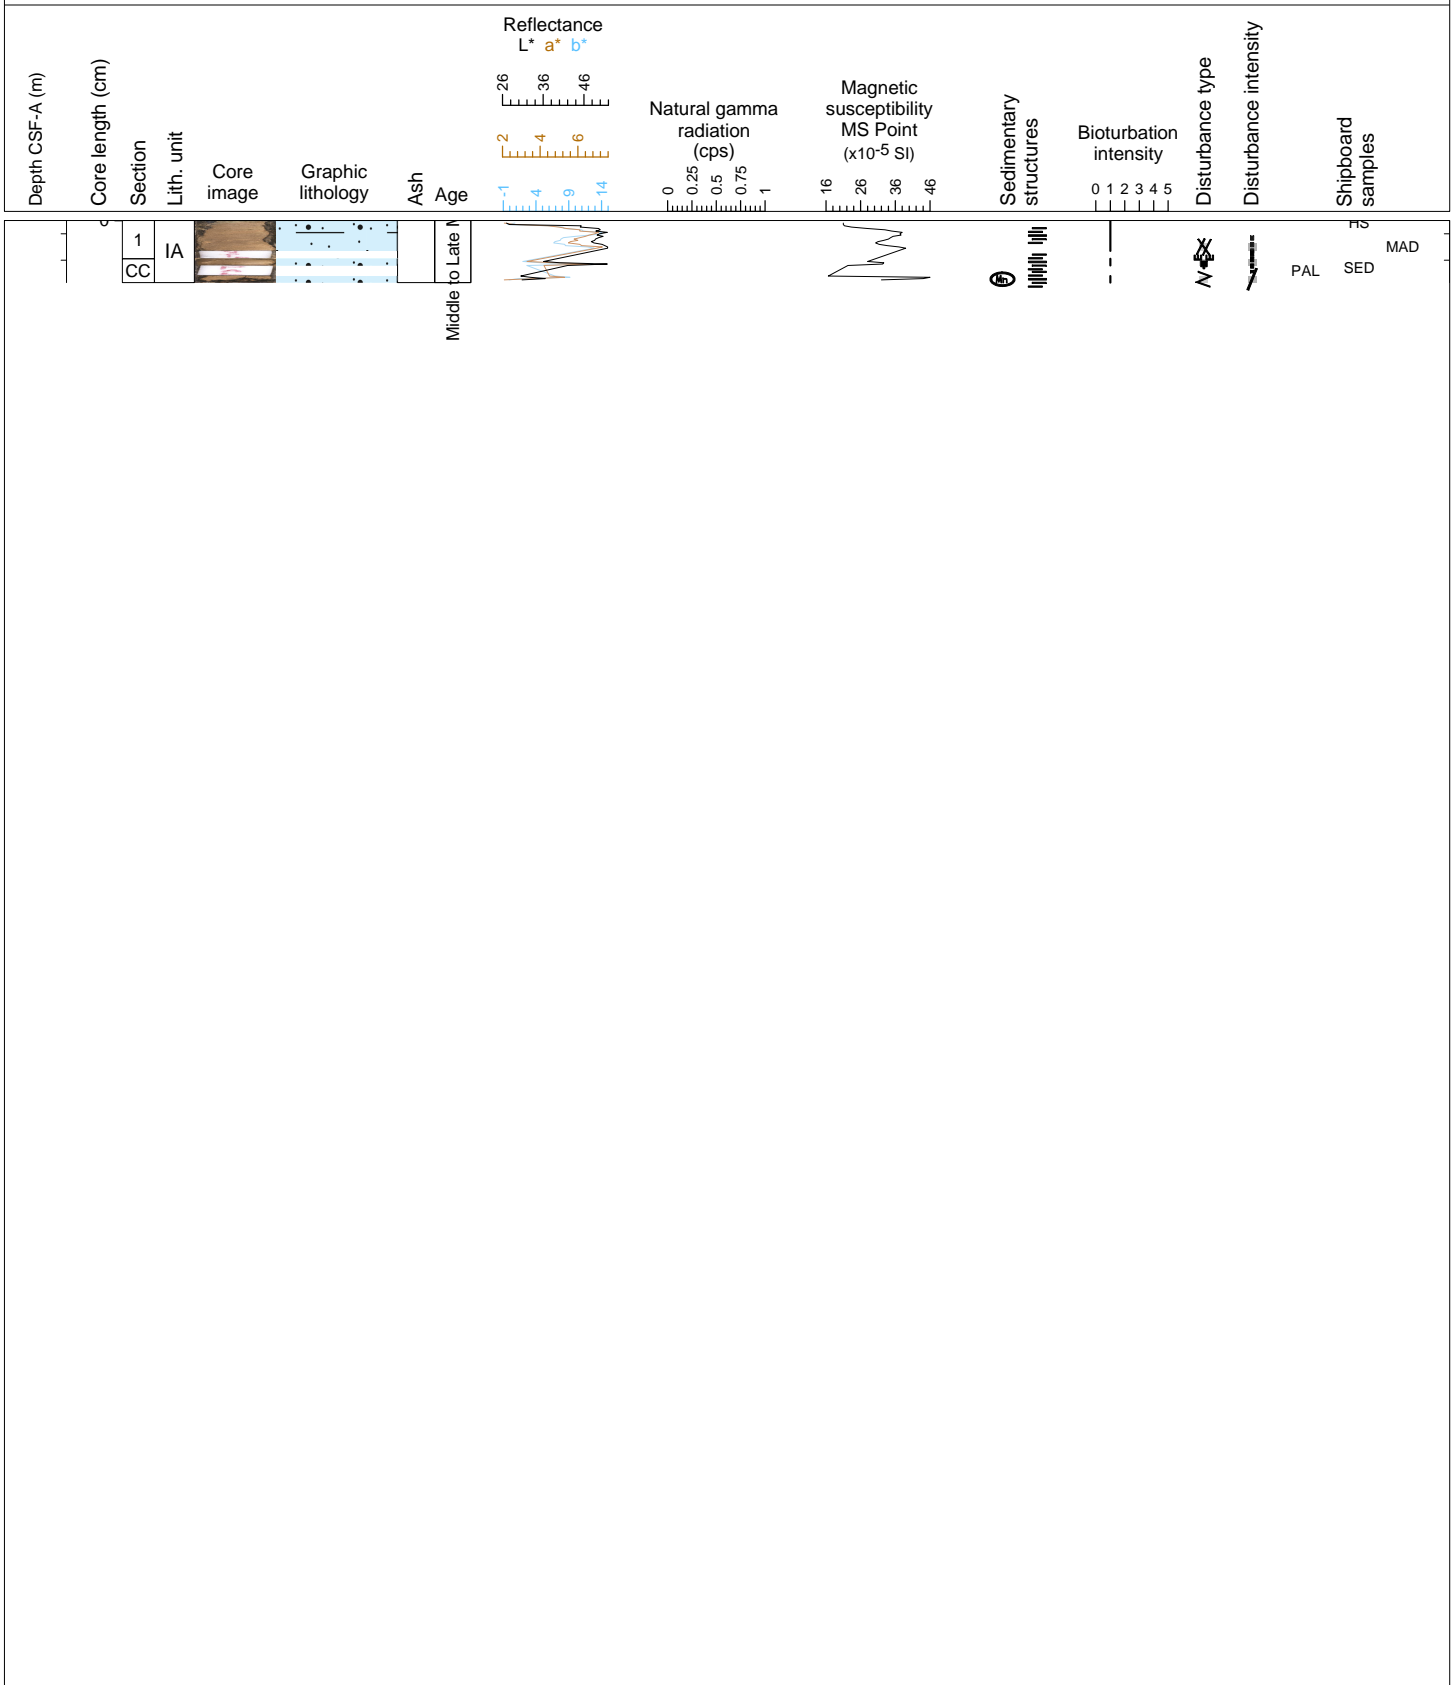 Depth CSF-A (m)
Core length (cm)
Section
Lith. unit
Core
image
Graphic
lithology
Ash
Age
Reflectance
L* a* b*
26 36 46
2 4 6
-1 4 9 14
Natural gamma
radiation
(cps)
0 0.25 0.5 0.75 1
Magnetic
susceptibility
MS Point
(x10-5 SI)
16 26 36 46
Sedimentary
structures
Bioturbation
intensity
0 1 2 3 4 5
Disturbance type
Disturbance intensity
Shipboard
samples
1
CC
IA
Middle to Late M
Mn
HS
MAD
PAL
SED